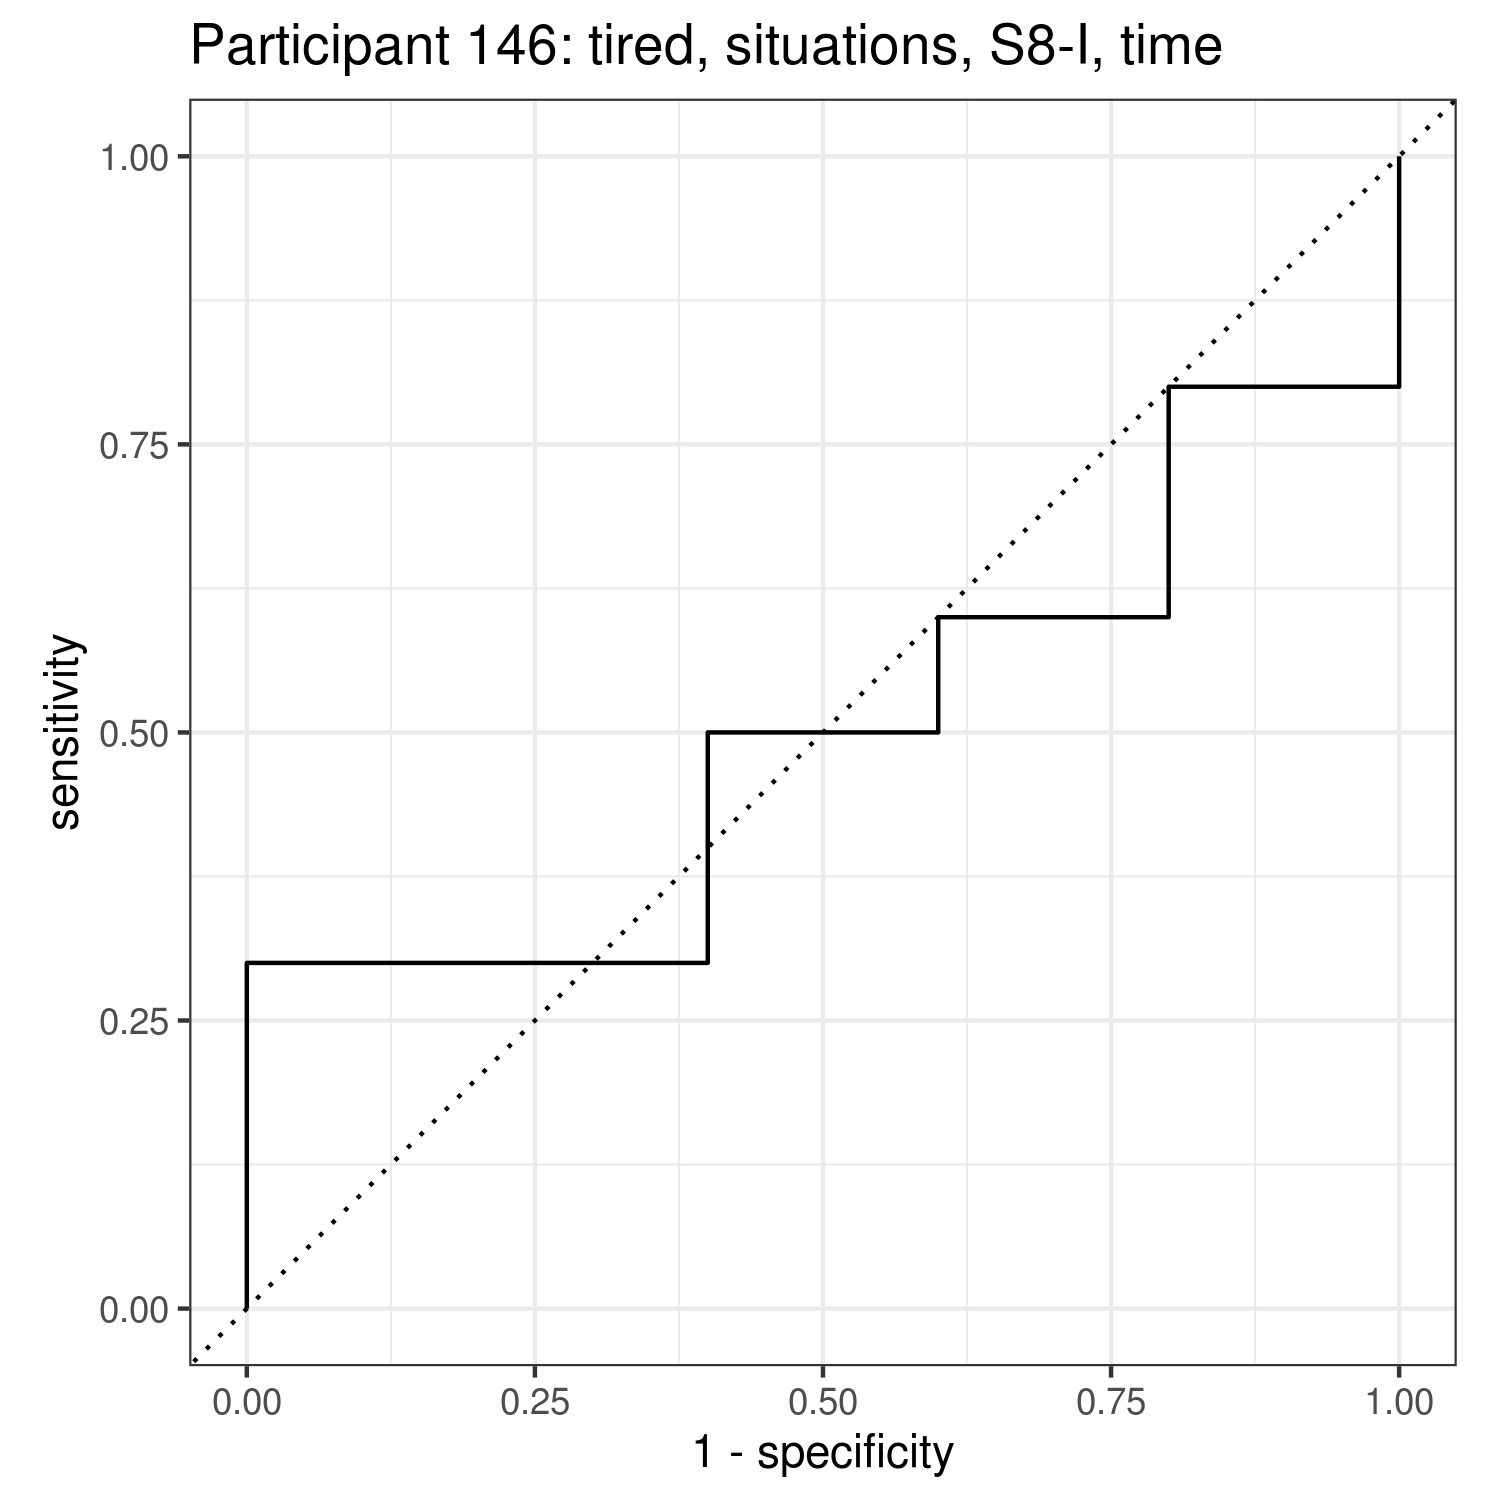 Participant 146: tired, situations, S8-I, time
1.00
0.75
0.50
0.25
0.00
sensitivity
0.00 0.25 0.50 0.75 1.00
1 - specificity